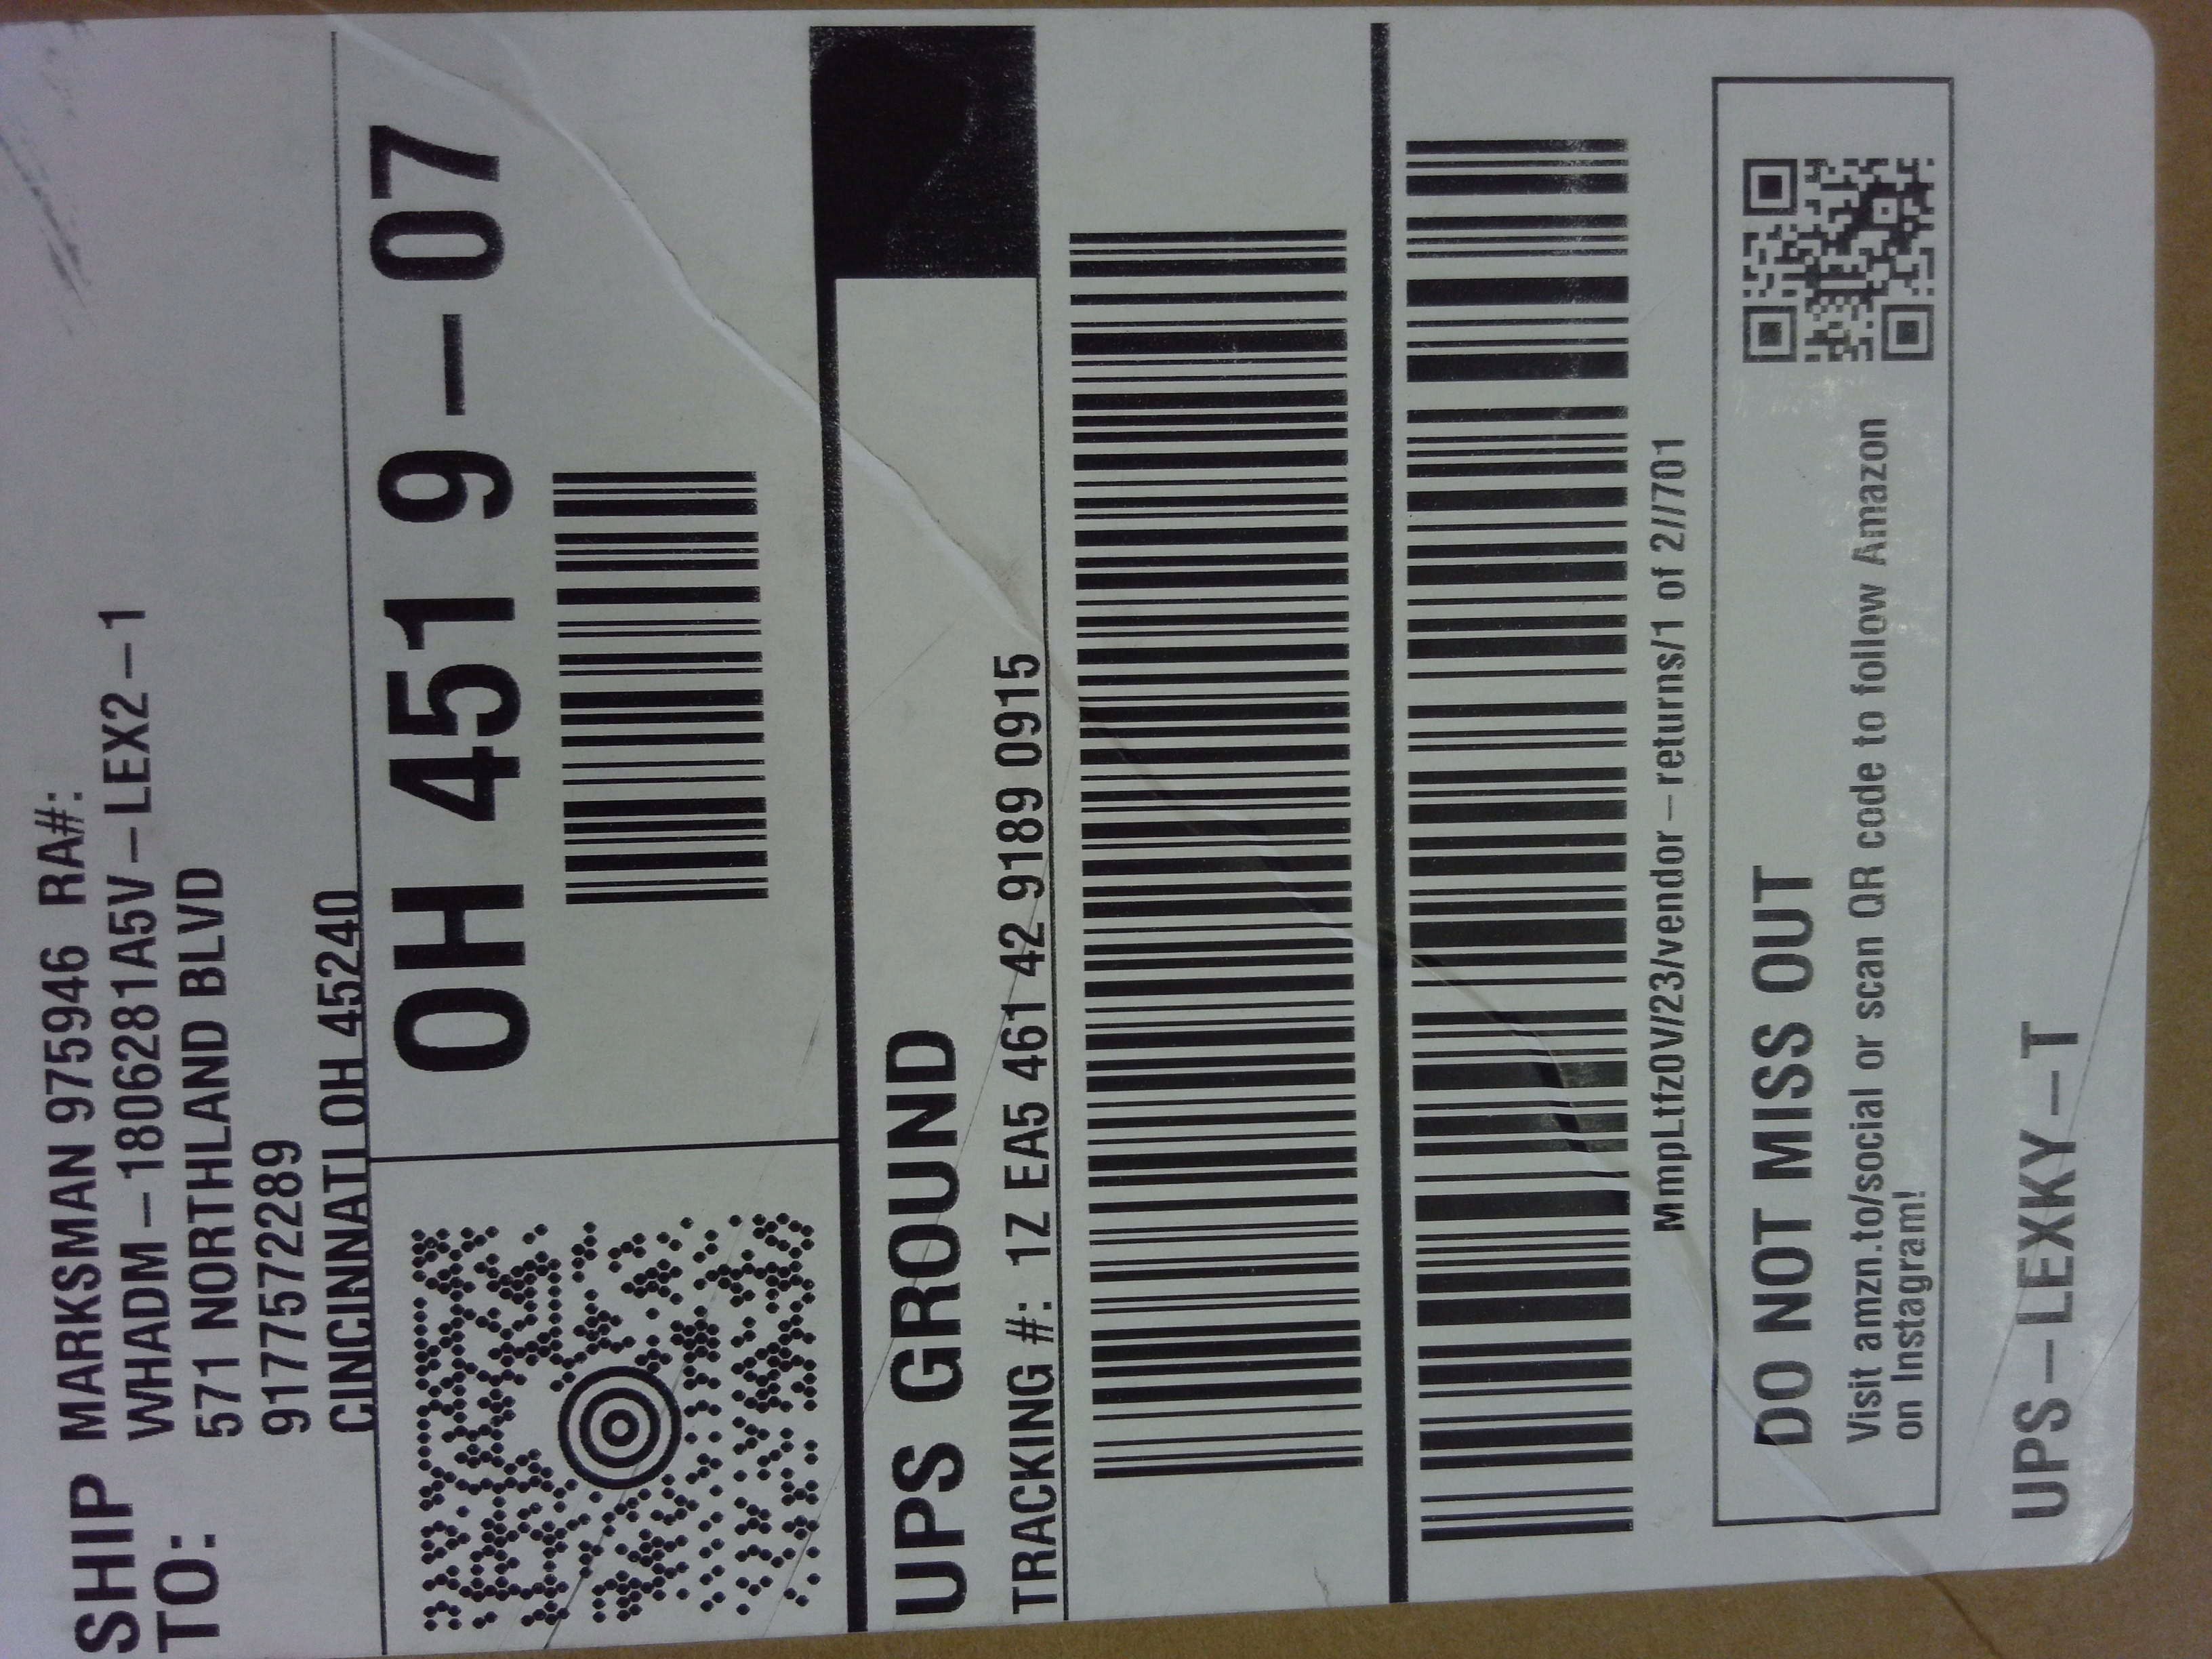 SHIP TO:
MARKSMAN 975946 RA#:
WHADM-1806281A5V-LEX2-1
571 NORTHLAND BLVD
9177572289
CINCINNATI OH 45240
OH 451 9-07
UPS GROUND
TRACKING #: 1Z EA5 461 42 9189 0915
MmpLtfz0V/23/vendor-returns/1 of 2//701
DO NOT MISS OUT
Visit amzn.to/social or scan QR code to follow Amazon
on Instagram!
UPS-LEXKY-T